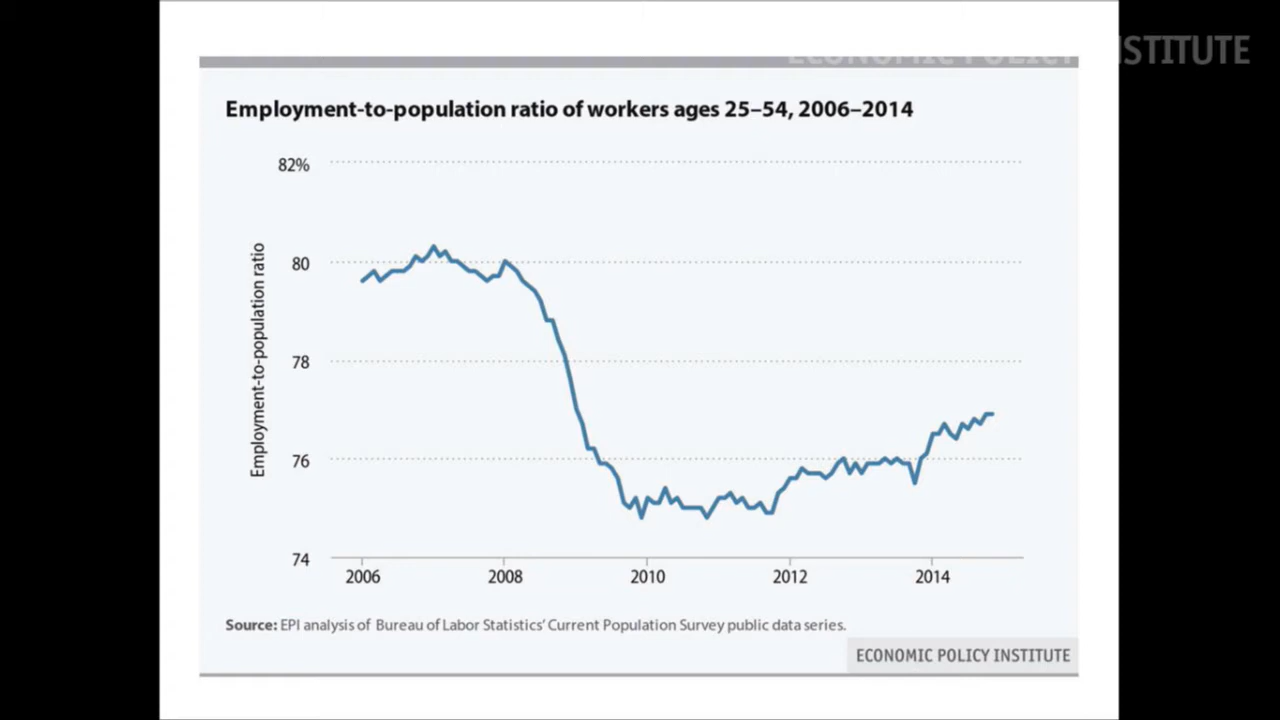 ECONOMIC POLICY INSTITUTE
Employment-to-population ratio of workers ages 25–54, 2006–2014
82%
80
78
76
74
Employment-to-population ratio
2006 2008 2010 2012 2014
Source: EPI analysis of Bureau of Labor Statistics' Current Population Survey public data series.
ECONOMIC POLICY INSTITUTE